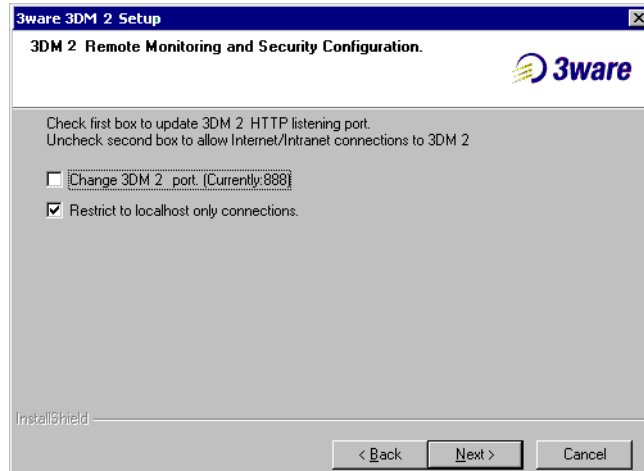 3ware 3DM 2 Setup
3DM 2 Remote Monitoring and Security Configuration.
3ware
Check first box to update 3DM 2 HTTP listening port.
Uncheck second box to allow Internet/Intranet connections to 3DM 2
Change 3DM 2 port. (Currently:888)
Restrict to localhost only connections.
InstallShield
< Back
Next >
Cancel